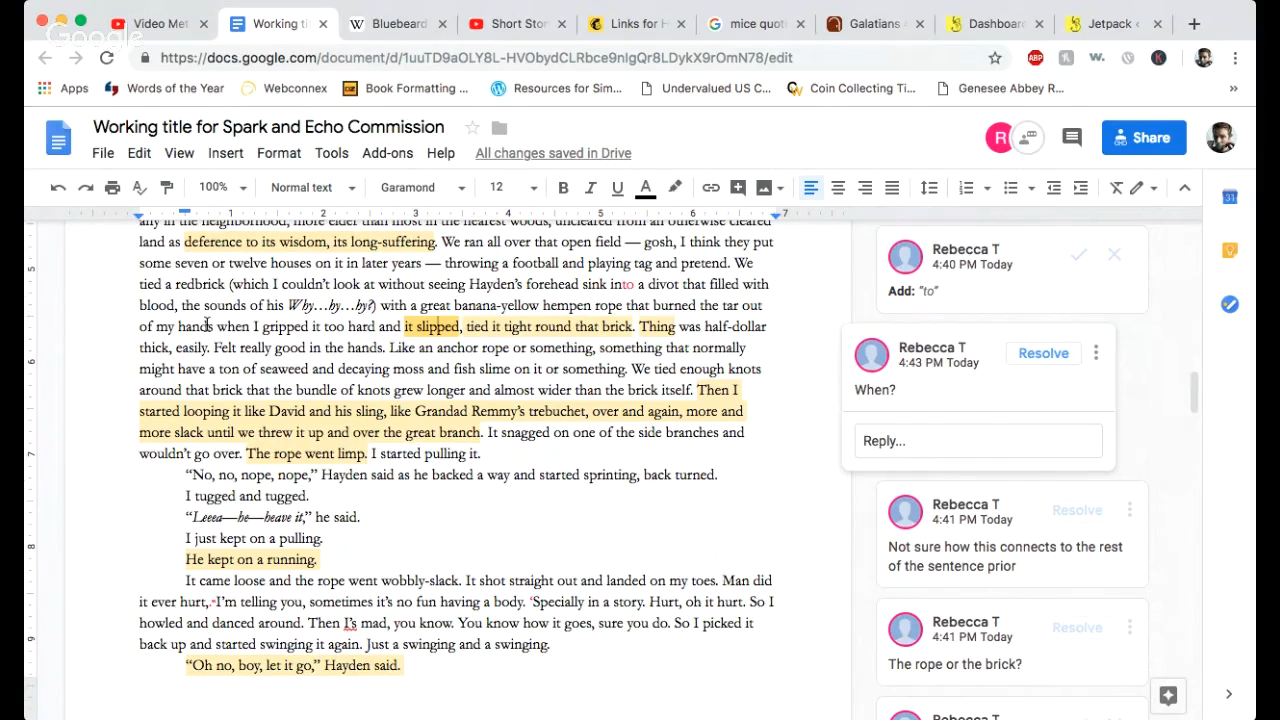 Video Met
Working t
Bluebeard
Short Stor
Links for H
mice quoti
Galatians
Dashboard
Jetpack
Google
https://docs.google.com/document/d/1uuTD9aOLY8L-HVObydCLRbce9nIgQr8LDykX9rOmN78/edit
ABP
Apps
Words of the Year
Webconnex
Book Formatting ...
Resources for Sim...
Undervalued US C...
Coin Collecting Ti...
Genesee Abbey R...
»
Working title for Spark and Echo Commission
R
Share
File Edit View Insert Format Tools Add-ons Help All changes saved in Drive
100% Normal text Garamond 12 B I U A
1 2 3 4 5 6 7
land as deference to its wisdom, its long-suffering. We ran all over that open field — gosh, I think they put
some seven or twelve houses on it in later years — throwing a football and playing tag and pretend. We
tied a redbrick (which I couldn't look at without seeing Hayden's forehead sink into a divot that filled with
blood, the sounds of his Why…by…by?) with a great banana-yellow hempen rope that burned the tar out
of my hands when I gripped it too hard and it slipped, tied it tight round that brick. Thing was half-dollar
thick, easily. Felt really good in the hands. Like an anchor rope or something, something that normally
might have a ton of seaweed and decaying moss and fish slime on it or something. We tied enough knots
around that brick that the bundle of knots grew longer and almost wider than the brick itself. Then I
started looping it like David and his sling, like Grandad Remmy's trebuchet, over and again, more and
more slack until we threw it up and over the great branch. It snagged on one of the side branches and
wouldn't go over. The rope went limp. I started pulling it.
"No, no, nope, nope," Hayden said as he backed a way and started sprinting, back turned.
I tugged and tugged.
"Leeea—he—heave it," he said.
I just kept on a pulling.
He kept on a running.
It came loose and the rope went wobbly-slack. It shot straight out and landed on my toes. Man did
it ever hurt,. I'm telling you, sometimes it's no fun having a body. 'Specially in a story. Hurt, oh it hurt. So I
howled and danced around. Then I's mad, you know. You know how it goes, sure you do. So I picked it
back up and started swinging it again. Just a swinging and a swinging.
"Oh no, boy, let it go," Hayden said.
5
6
7
8
9
Rebecca T
4:40 PM Today
Add: "to"
Rebecca T
4:43 PM Today
Resolve
When?
Reply...
Rebecca T
4:41 PM Today
Resolve
Not sure how this connects to the rest
of the sentence prior
Rebecca T
4:41 PM Today
Resolve
The rope or the brick?
Rebecca T
31